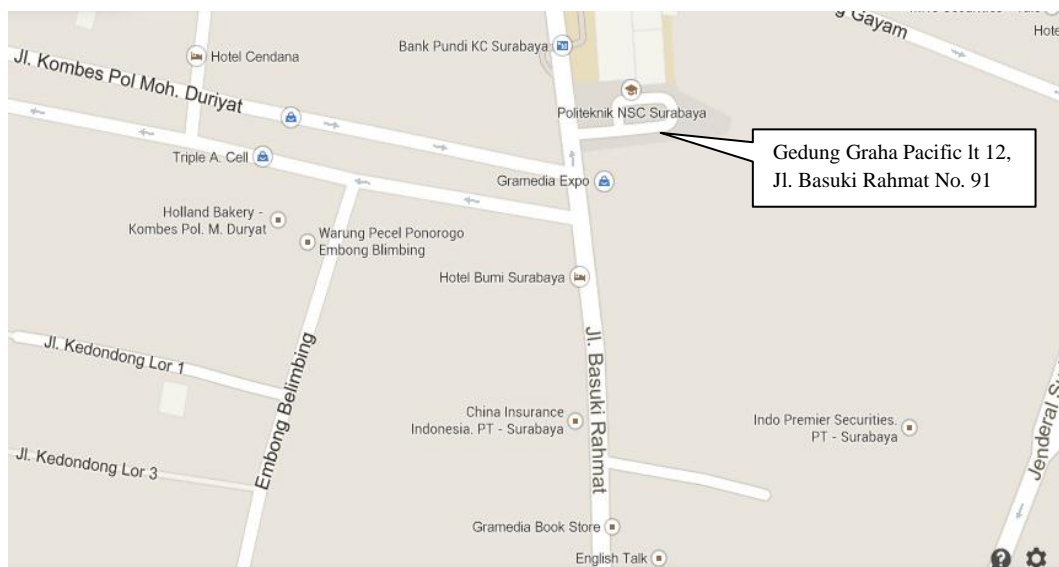 g Gayam
Hote
Bank Pundi KC Surabaya
Hotel Cendana
Jl. Kombes Pol Moh. Duriyat
Politeknik NSC Surabaya
Gedung Graha Pacific lt 12,
Jl. Basuki Rahmat No. 91
Triple A. Cell
Gramedia Expo
Holland Bakery -
Kombes Pol. M. Duryat
Warung Pecel Ponorogo
Embong Blimbing
Hotel Bumi Surabaya
Jl. Basuki Rahmat
Jl. Kedondong Lor 1
Embong Belimbing
China Insurance
Indonesia. PT - Surabaya
Indo Premier Securities.
PT - Surabaya
Jl. Kedondong Lor 3
Jenderal Su
Gramedia Book Store
English Talk
?